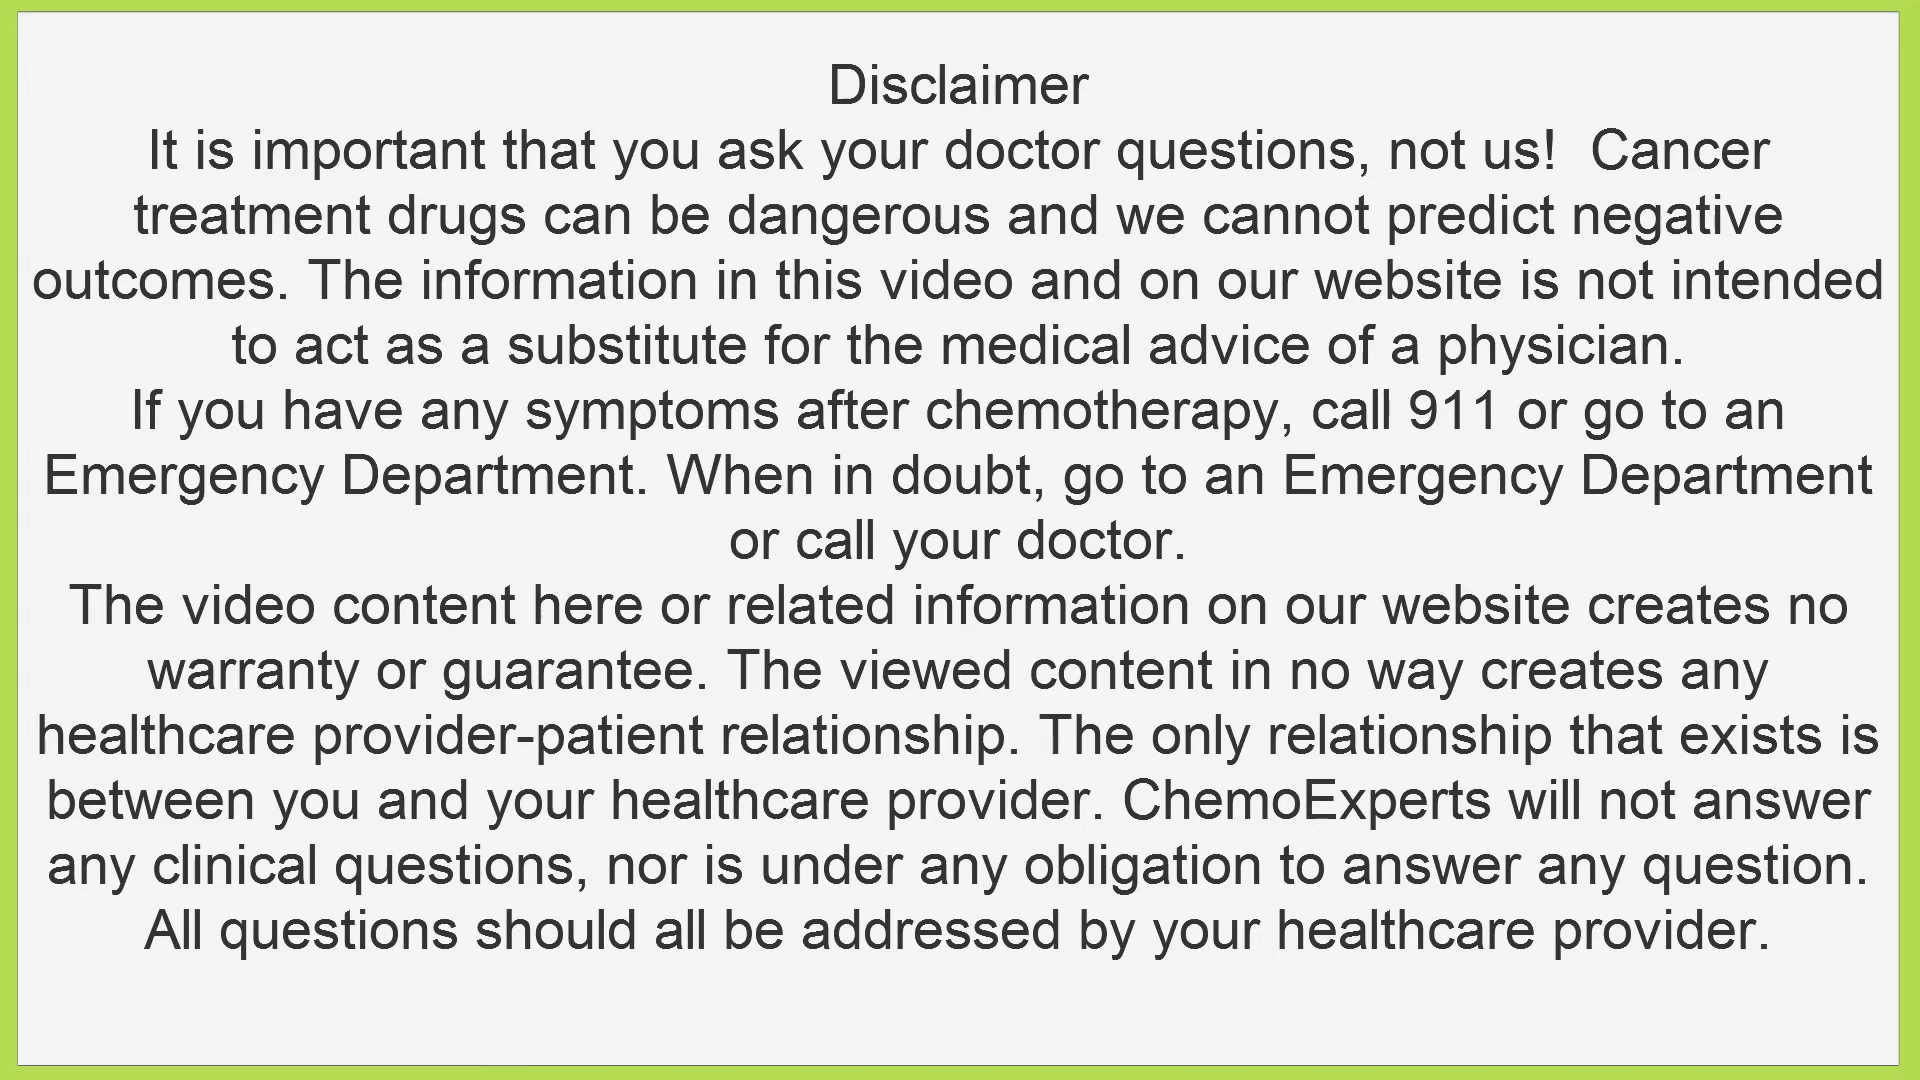 Disclaimer
It is important that you ask your doctor questions, not us!  Cancer
treatment drugs can be dangerous and we cannot predict negative
outcomes. The information in this video and on our website is not intended
to act as a substitute for the medical advice of a physician.
If you have any symptoms after chemotherapy, call 911 or go to an
Emergency Department. When in doubt, go to an Emergency Department
or call your doctor.
The video content here or related information on our website creates no
warranty or guarantee. The viewed content in no way creates any
healthcare provider-patient relationship. The only relationship that exists is
between you and your healthcare provider. ChemoExperts will not answer
any clinical questions, nor is under any obligation to answer any question.
All questions should all be addressed by your healthcare provider.